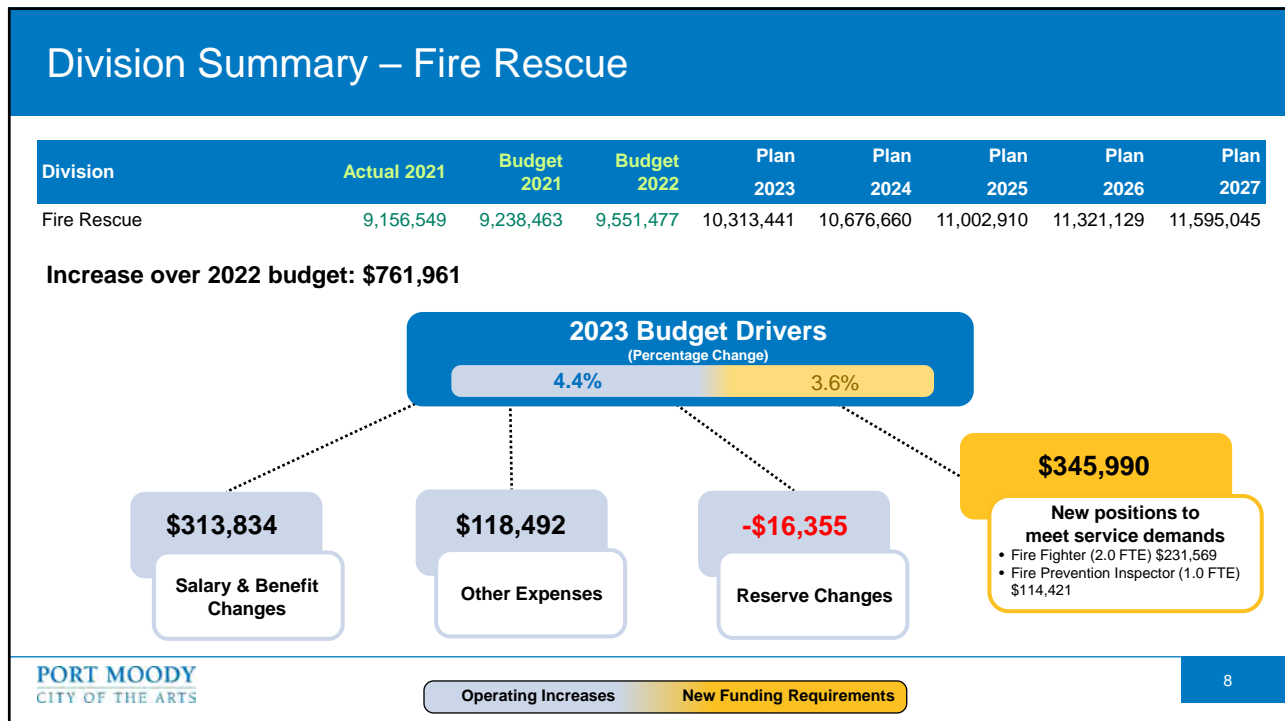 Division Summary – Fire Rescue
Division Actual 2021 Budget 2021 Budget 2022 Plan 2023 Plan 2024 Plan 2025 Plan 2026 Plan 2027
Fire Rescue 9,156,549 9,238,463 9,551,477 10,313,441 10,676,660 11,002,910 11,321,129 11,595,045
Increase over 2022 budget: $761,961
2023 Budget Drivers
(Percentage Change)
4.4% 3.6%
$313,834
Salary & Benefit
Changes
$118,492
Other Expenses
-$16,355
Reserve Changes
$345,990
New positions to
meet service demands
• Fire Fighter (2.0 FTE) $231,569
• Fire Prevention Inspector (1.0 FTE)
$114,421
PORT MOODY
CITY OF THE ARTS
Operating Increases New Funding Requirements
8